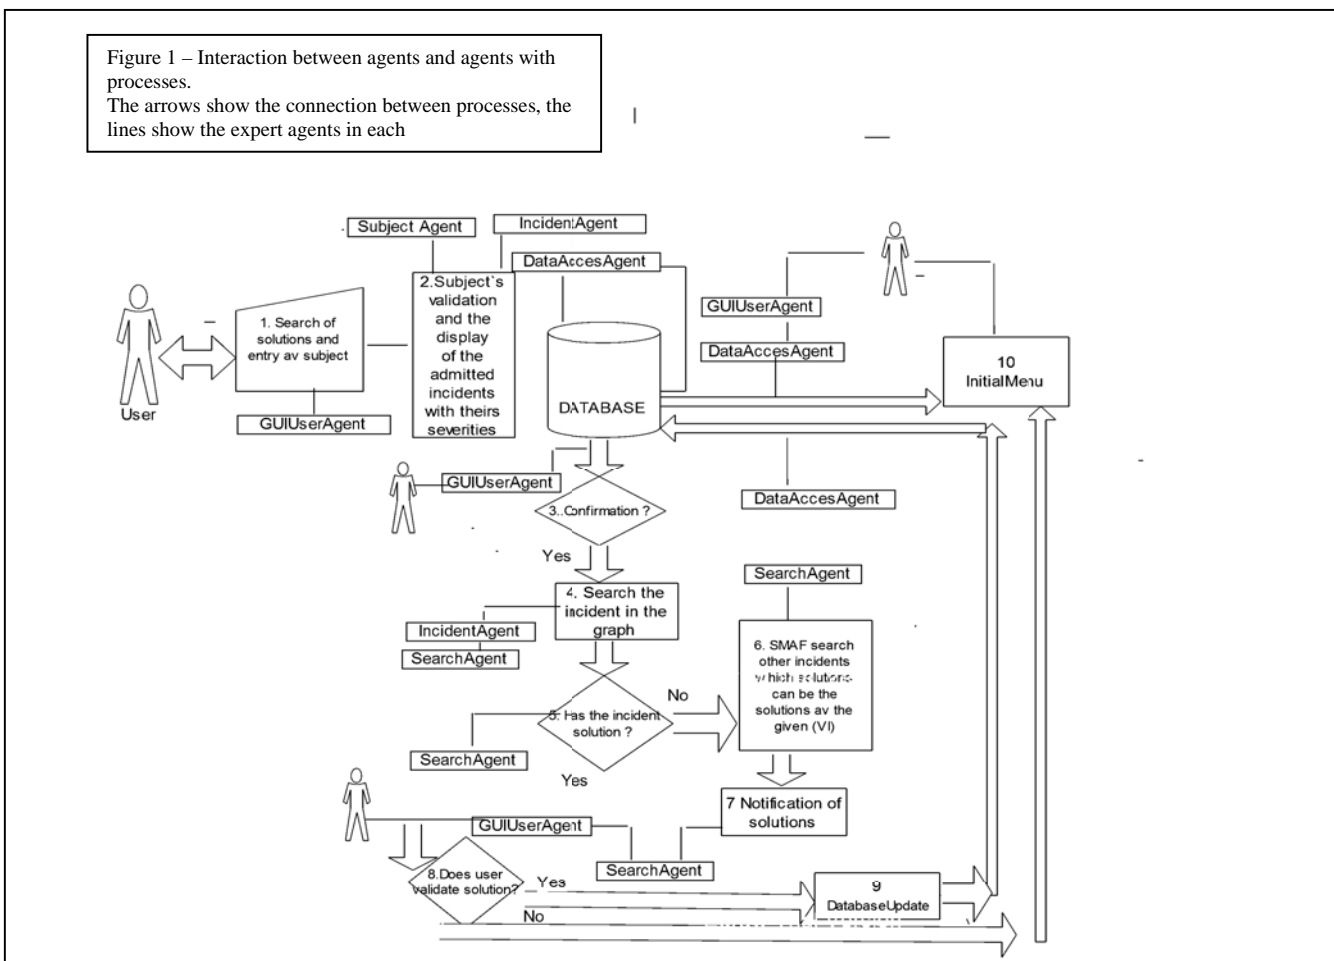 Figure 1 – Interaction between agents and agents with
processes.
The arrows show the connection between processes, the
lines show the expert agents in each
Subject Agent
IncidentAgent
DataAccesAgent
2.Subject`s
validation
and the
display
of the
admitted
incidents
with theirs
severities
1. Search of
solutions and
entry av subject
User
GUIUserAgent
DATABASE
GUIUserAgent
DataAccesAgent
10
InitialMenu
GUIUserAgent
DataAccesAgent
3..Confirmation ?
Yes
4. Search the
incident in the
graph
IncidentAgent
SearchAgent
SearchAgent
6. SMAF search
other incidents
which solutions
can be the
solutions av the
given (VI)
No
5. Has the incident
solution ?
SearchAgent
Yes
7 Notification of
solutions
GUIUserAgent
SearchAgent
8.Does user
validate solution?
Yes
9
DatabaseUpdate
No